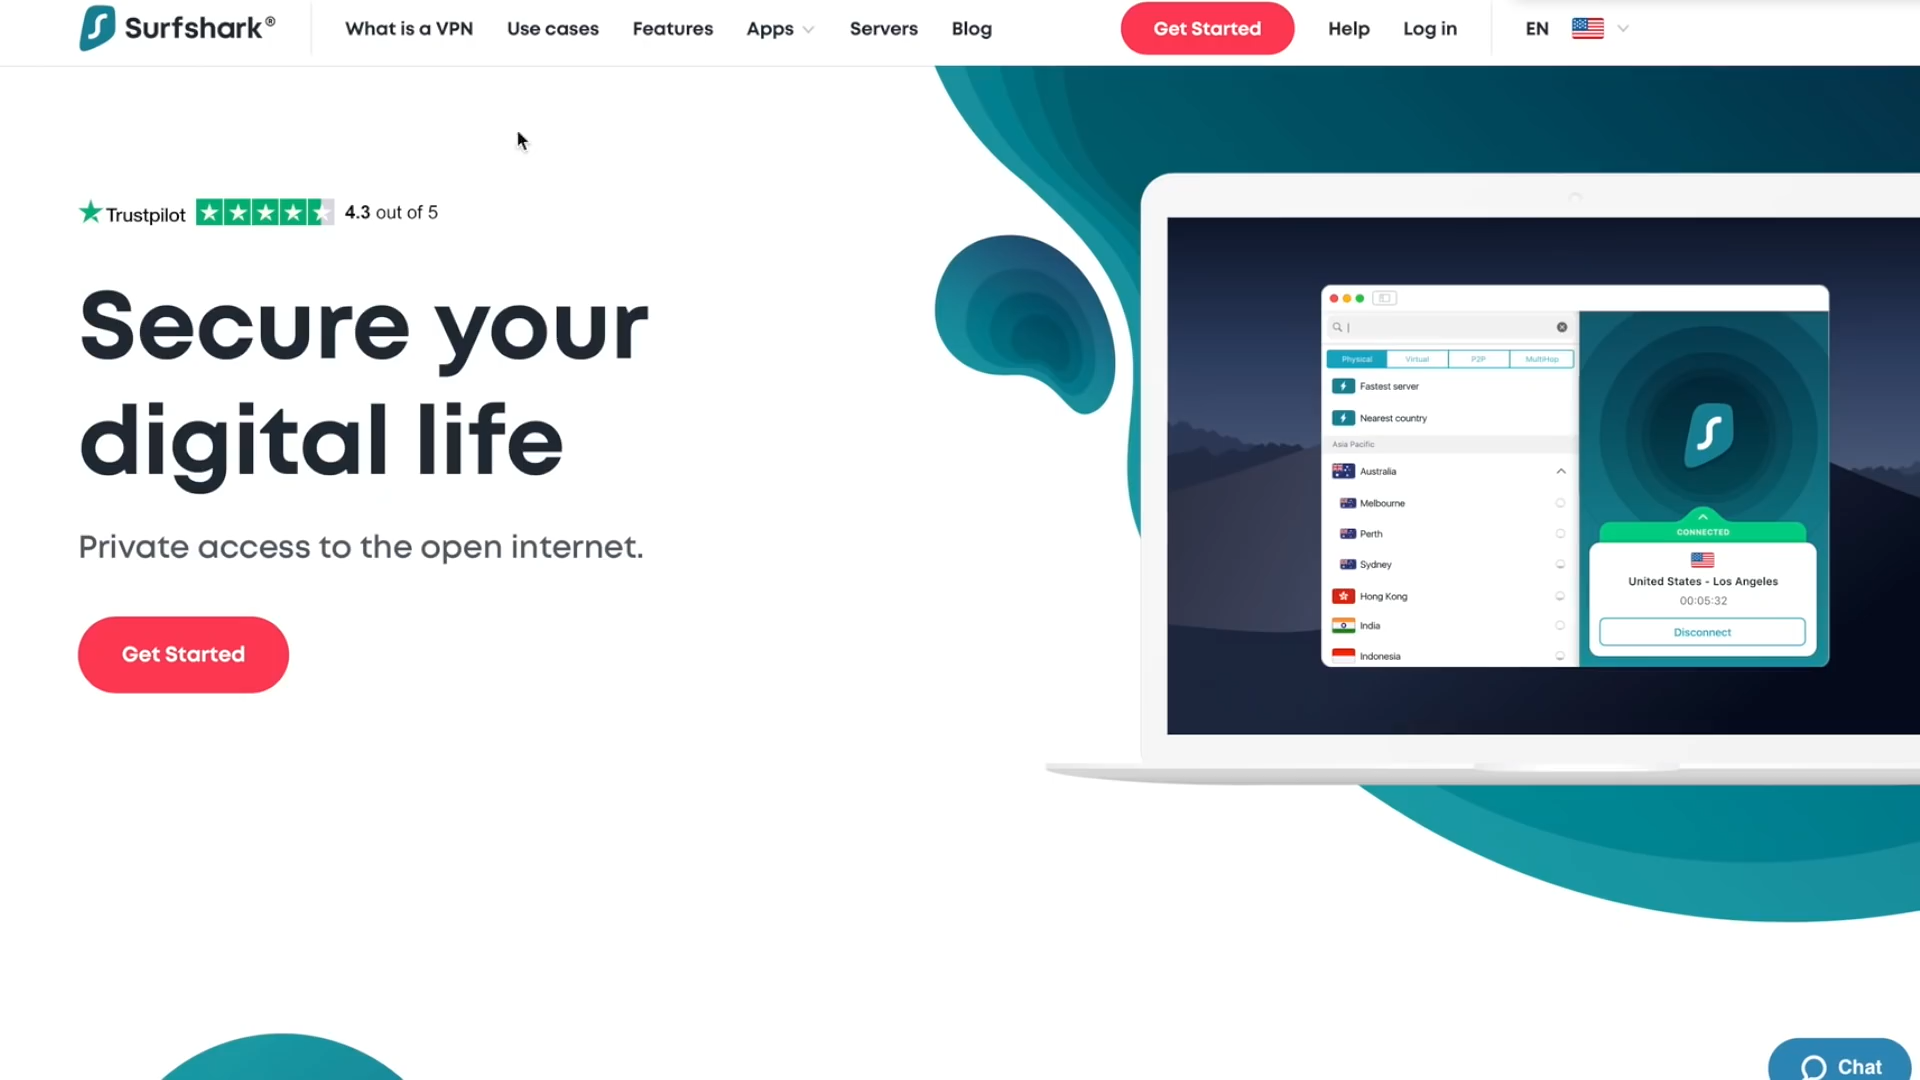 Surfshark®
What is a VPN
Use cases
Features
Apps
Servers
Blog
Get Started
Help
Log in
EN
Trustpilot
4.3 out of 5
Secure your
digital life
Private access to the open internet.
Get Started
Physical
Virtual
P2P
MultiHop
Fastest server
Nearest country
Asia Pacific
Australia
Melbourne
Perth
Sydney
Hong Kong
India
Indonesia
CONNECTED
United States - Los Angeles
00:05:32
Disconnect
Chat